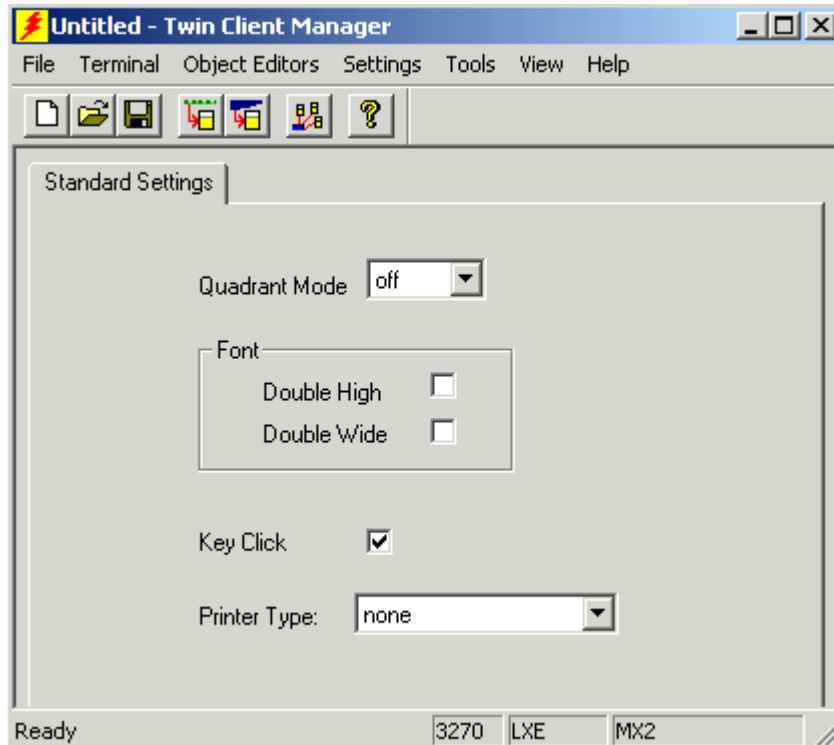 Untitled - Twin Client Manager
File Terminal Object Editors Settings Tools View Help
Standard Settings
Quadrant Mode off
Font
Double High
Double Wide
Key Click
Printer Type: none
Ready 3270 LXE MX2